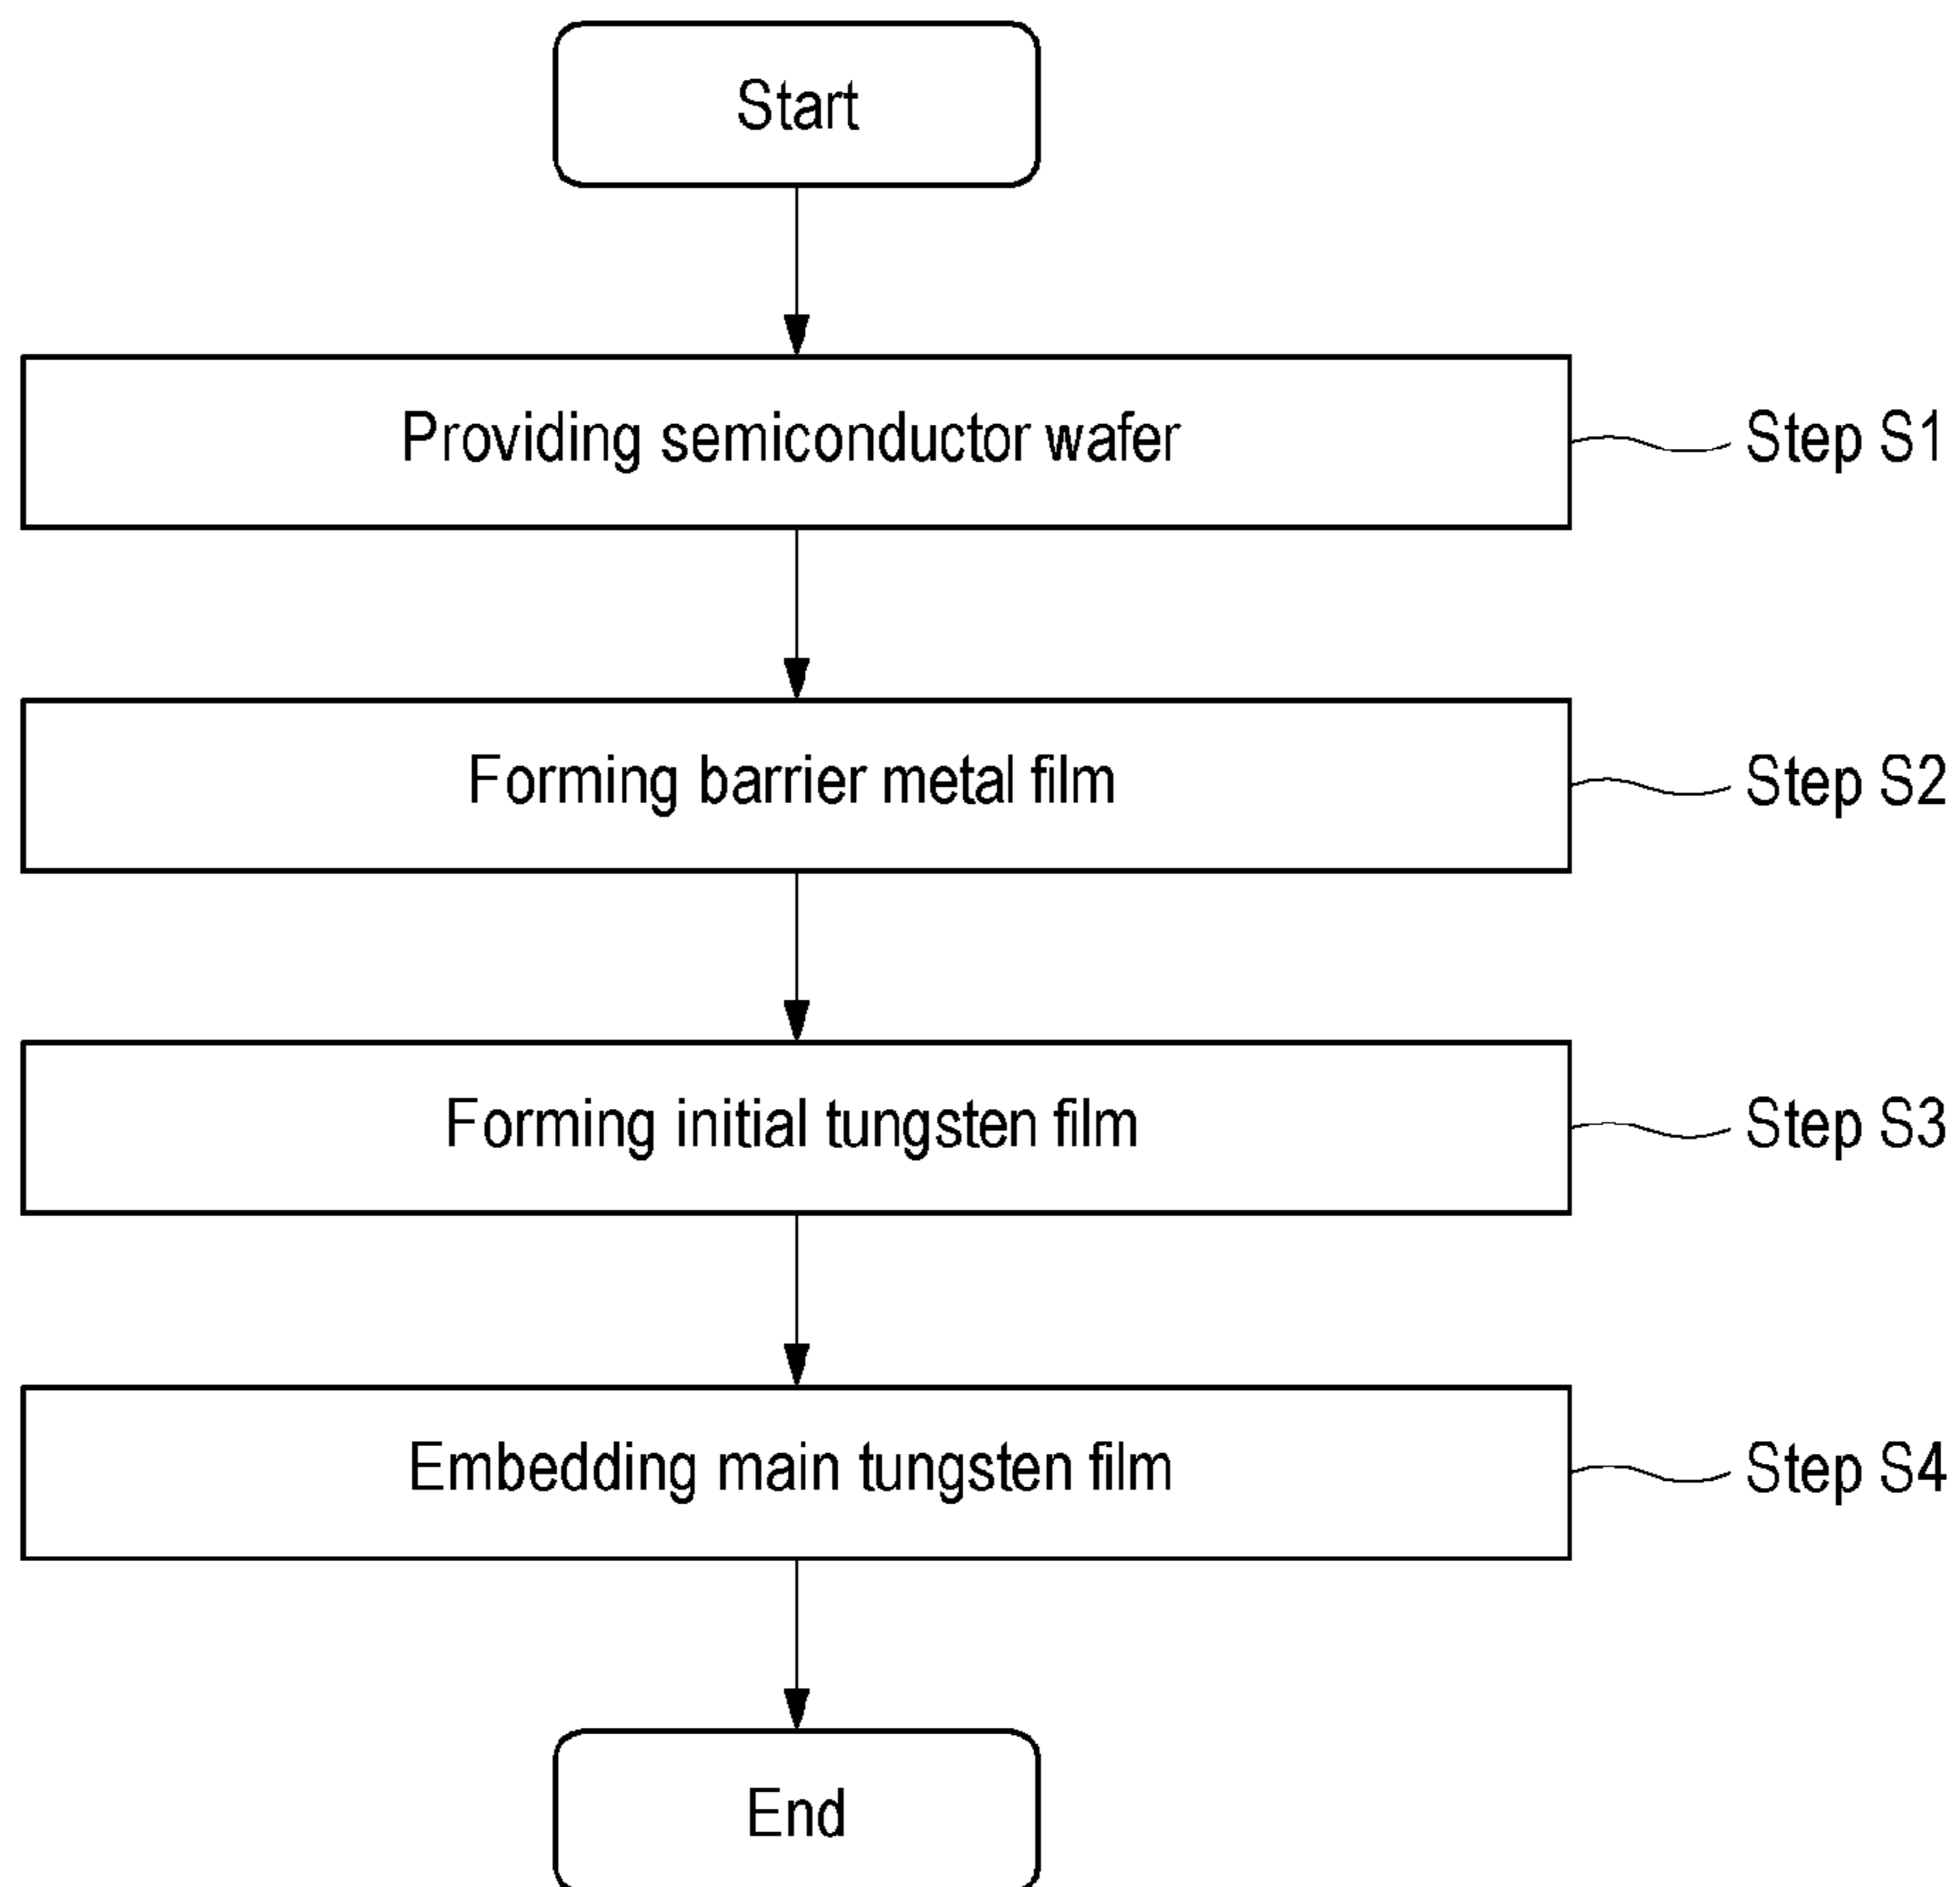 Start
Providing semiconductor wafer
Step S1
Forming barrier metal film
Step S2
Forming initial tungsten film
Step S3
Embedding main tungsten film
Step S4
End